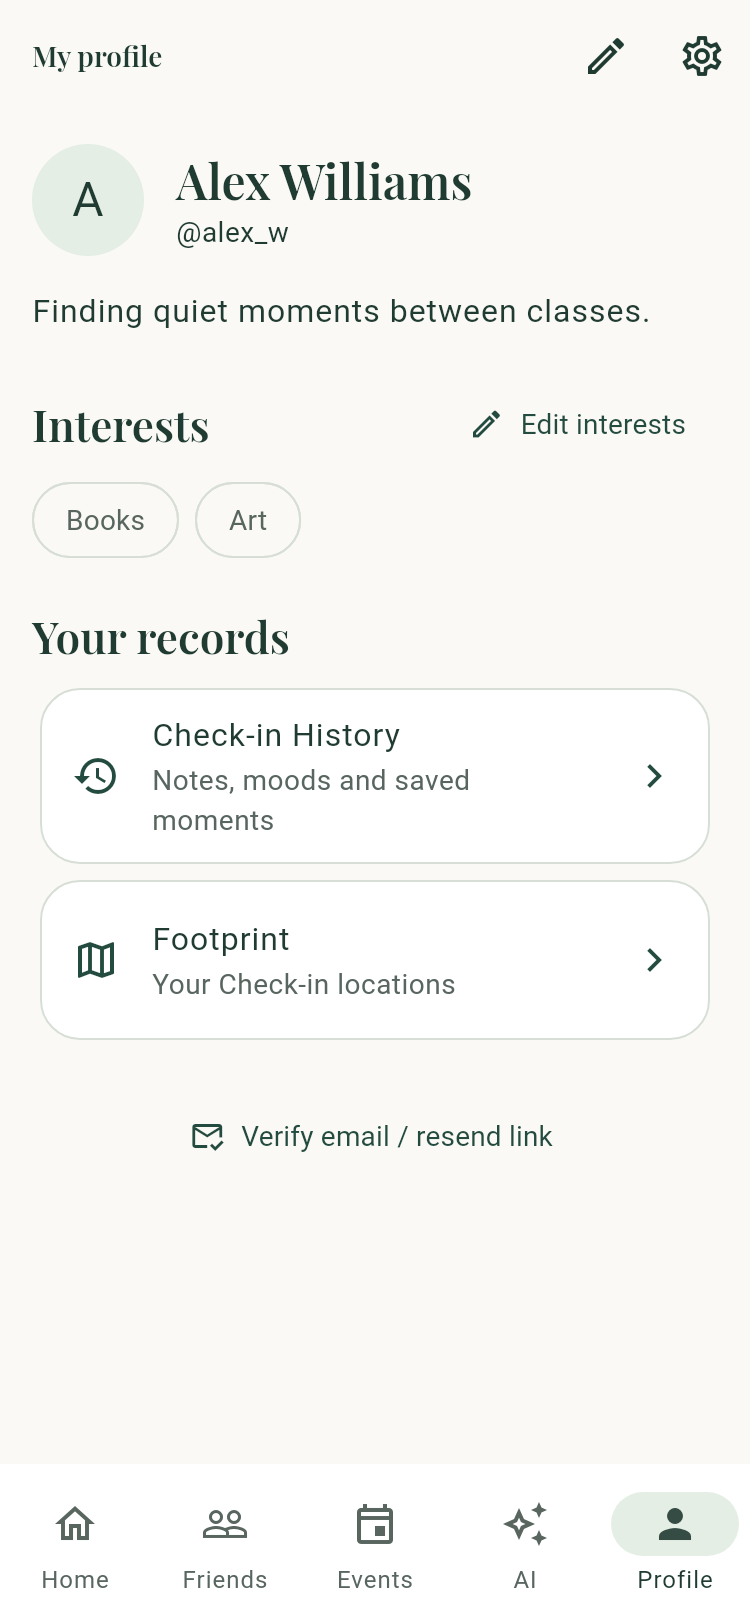 My profile
A
Alex Williams
@alex_w
Finding quiet moments between classes.
Interests
Edit interests
Books
Art
Your records
Check-in History
Notes, moods and saved
moments
Footprint
Your Check-in locations
Verify email / resend link
Home
Friends
Events
AI
Profile